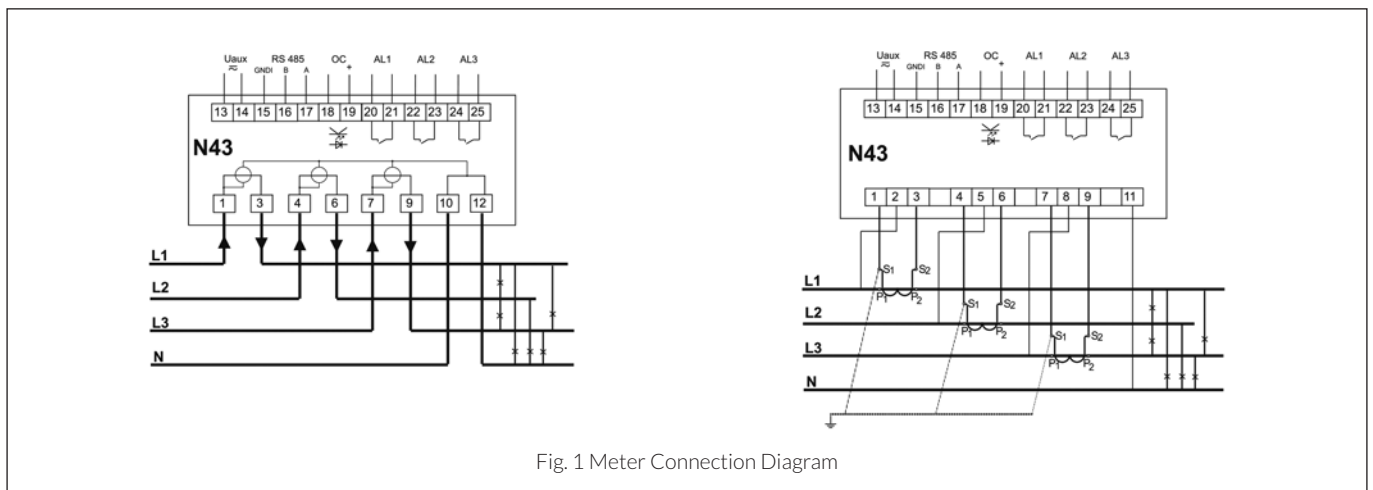 Uaux RS 485 OC AL1 AL2 AL3
GNDI B A +
13 14 15 16 17 18 19 20 21 22 23 24 25
N43
1 3 4 6 7 9 10 12
L1
L2
L3
N
Uaux RS 485 OC AL1 AL2 AL3
GNDI B A +
13 14 15 16 17 18 19 20 21 22 23 24 25
N43
1 2 3 4 5 6 7 8 9 11
S1 S2
L1
P1 P2
S1 S2
L2
P1 P2
S1 S2
L3
P1 P2
N
Fig. 1 Meter Connection Diagram